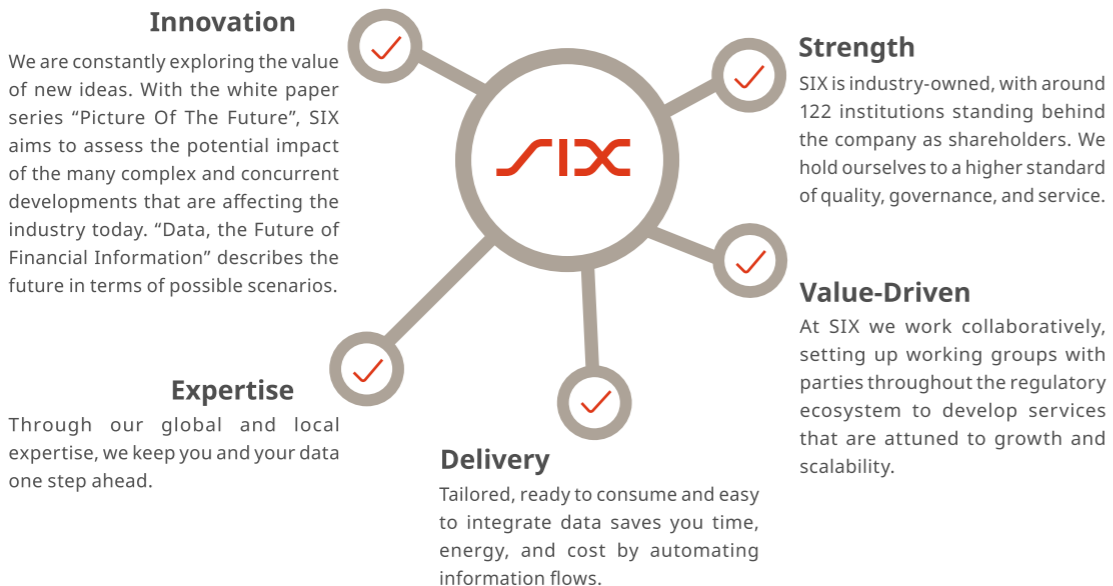 Innovation
We are constantly exploring the value
of new ideas. With the white paper
series “Picture Of The Future”, SIX
aims to assess the potential impact
of the many complex and concurrent
developments that are affecting the
industry today. “Data, the Future of
Financial Information” describes the
future in terms of possible scenarios.
SIX
Strength
SIX is industry-owned, with around
122 institutions standing behind
the company as shareholders. We
hold ourselves to a higher standard
of quality, governance, and service.
Value-Driven
At SIX we work collaboratively,
setting up working groups with
parties throughout the regulatory
ecosystem to develop services
that are attuned to growth and
scalability.
Expertise
Through our global and local
expertise, we keep you and your data
one step ahead.
Delivery
Tailored, ready to consume and easy
to integrate data saves you time,
energy, and cost by automating
information flows.